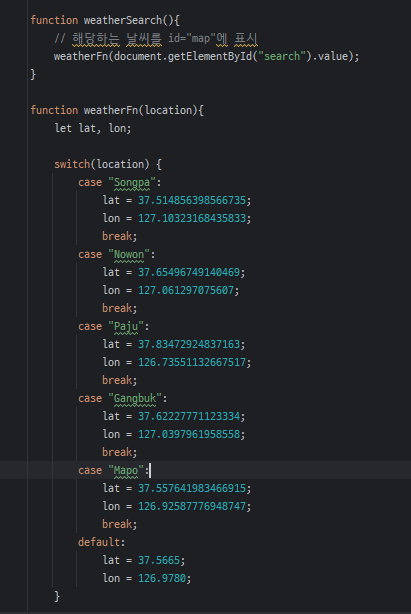 function weatherSearch(){
// 해당하는 날씨를 id="map"에 표시
weatherFn(document.getElementById("search").value);
}
function weatherFn(location){
let lat, lon;
switch(location) {
case "Songpa":
lat = 37.514856398566735;
lon = 127.10323168435833;
break;
case "Nowon":
lat = 37.65496749140469;
lon = 127.061297075607;
break;
case "Paju":
lat = 37.83472924837163;
lon = 126.73551132667517;
break;
case "Gangbuk":
lat = 37.62227771123334;
lon = 127.0397961958558;
break;
case "Mapo":
lat = 37.557641983466915;
lon = 126.92587776948747;
break;
default:
lat = 37.5665;
lon = 126.9780;
}